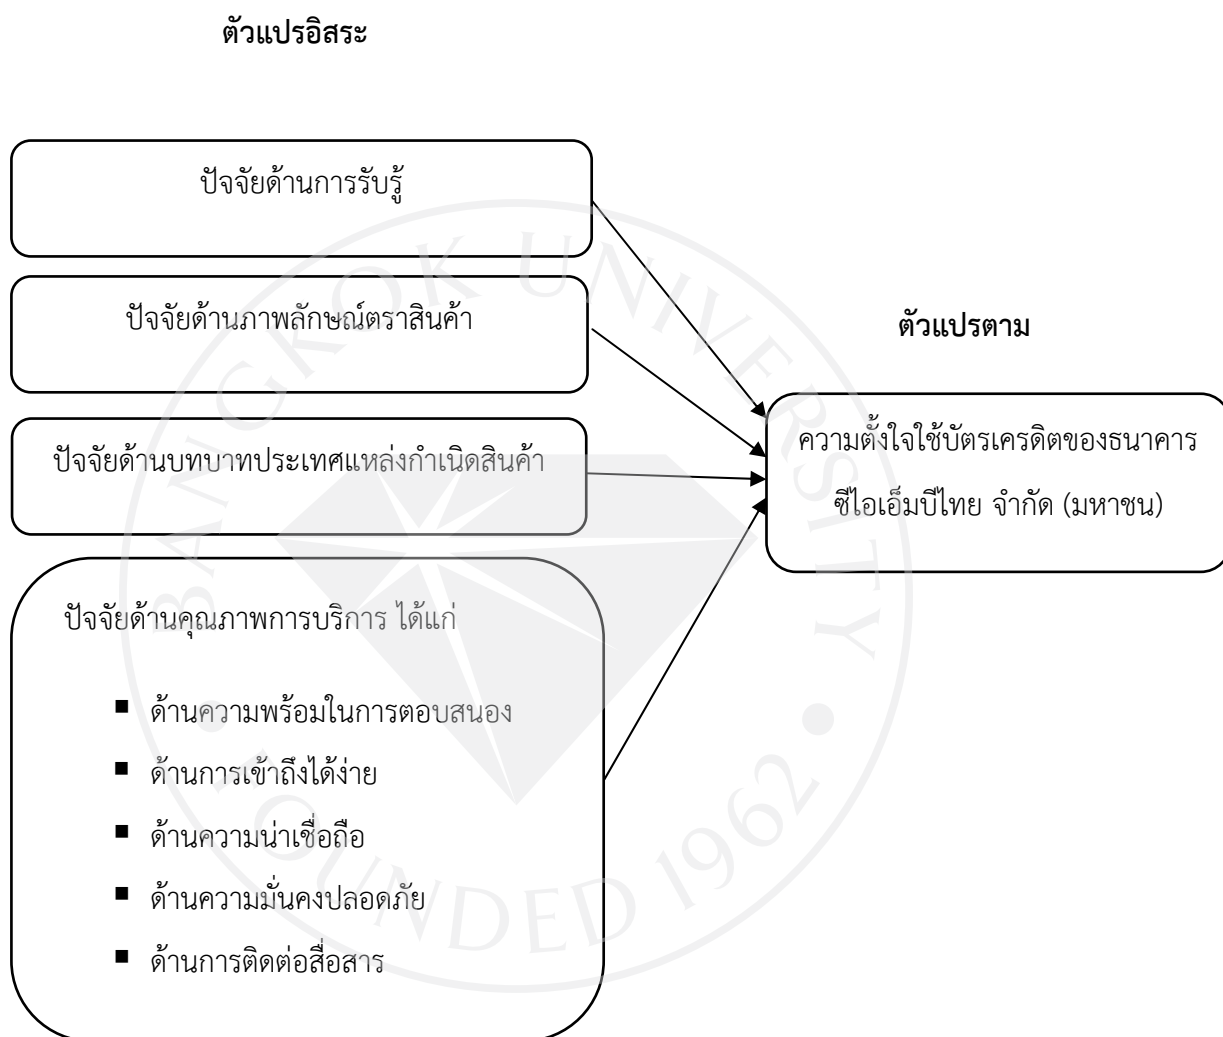 ตัวแปรอิสระ
ปัจจัยด้านการรับรู้
ปัจจัยด้านภาพลักษณ์ตราสินค้า
ปัจจัยด้านบทบาทประเทศแหล่งกำเนิดสินค้า
ปัจจัยด้านคุณภาพการบริการ ได้แก่
▪ ด้านความพร้อมในการตอบสนอง
▪ ด้านการเข้าถึงได้ง่าย
▪ ด้านความน่าเชื่อถือ
▪ ด้านความมั่นคงปลอดภัย
▪ ด้านการติดต่อสื่อสาร
ตัวแปรตาม
ความตั้งใจใช้บัตรเครดิตของธนาคาร
ซีไอเอ็มบีไทย จำกัด (มหาชน)
BANGKOK UNIVERSITY
FOUNDED 1962